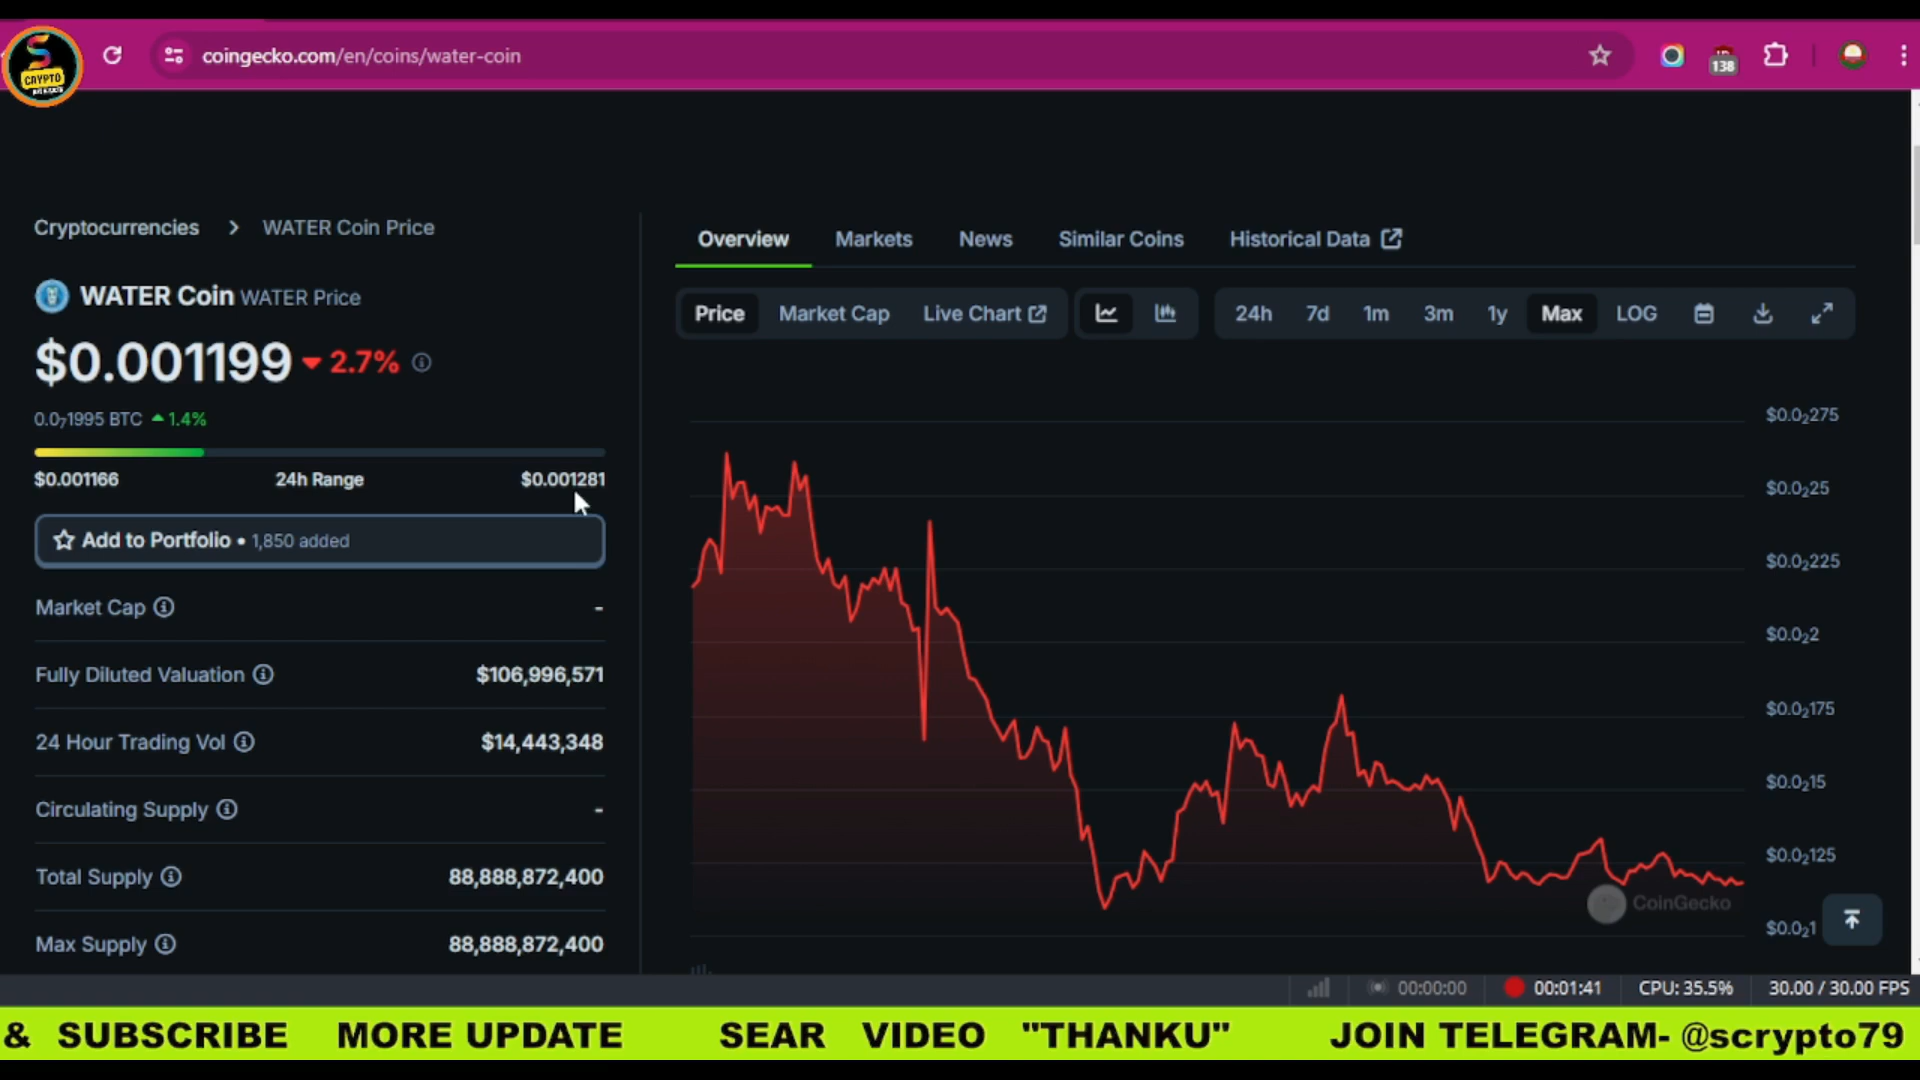 CRYPTO
coingecko.com/en/coins/water-coin
138
Cryptocurrencies > WATER Coin Price
WATER Coin WATER Price
$0.001199 2.7%
0.0₇1995 BTC 1.4%
$0.001166 24h Range $0.001281
Add to Portfolio • 1,850 added
Market Cap -
Fully Diluted Valuation $106,996,571
24 Hour Trading Vol $14,443,348
Circulating Supply -
Total Supply 88,888,872,400
Max Supply 88,888,872,400
Overview Markets News Similar Coins Historical Data
Price Market Cap Live Chart 24h 7d 1m 3m 1y Max LOG
$0.0₂275
$0.0₂25
$0.0₂225
$0.0₂2
$0.0₂175
$0.0₂15
$0.0₂125
$0.0₂1
CoinGecko
00:00:00 00:01:41 CPU: 35.5% 30.00 / 30.00 FPS
& SUBSCRIBE MORE UPDATE SEAR VIDEO "THANKU" JOIN TELEGRAM- @scrypto79